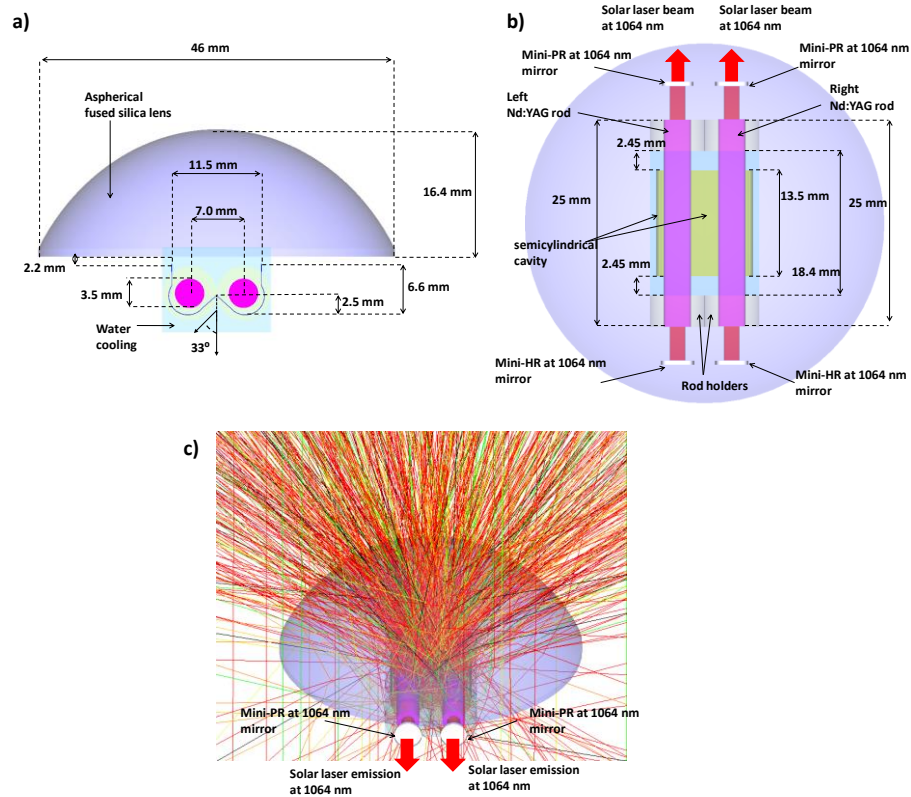 a)
46 mm
Aspherical
fused silica lens
11.5 mm
7.0 mm
16.4 mm
2.2 mm
3.5 mm
6.6 mm
2.5 mm
Water
cooling
33º
b)
Solar laser beam
at 1064 nm
Solar laser beam
at 1064 nm
Mini-PR at 1064 nm
mirror
Mini-PR at 1064 nm
mirror
Left
Nd:YAG rod
Right
Nd:YAG rod
2.45 mm
25 mm
13.5 mm
25 mm
semicylindrical
cavity
2.45 mm
18.4 mm
Mini-HR at 1064 nm
mirror
Rod holders
Mini-HR at 1064 nm
mirror
c)
Mini-PR at 1064 nm
mirror
Mini-PR at 1064 nm
mirror
Solar laser emission
at 1064 nm
Solar laser emission
at 1064 nm